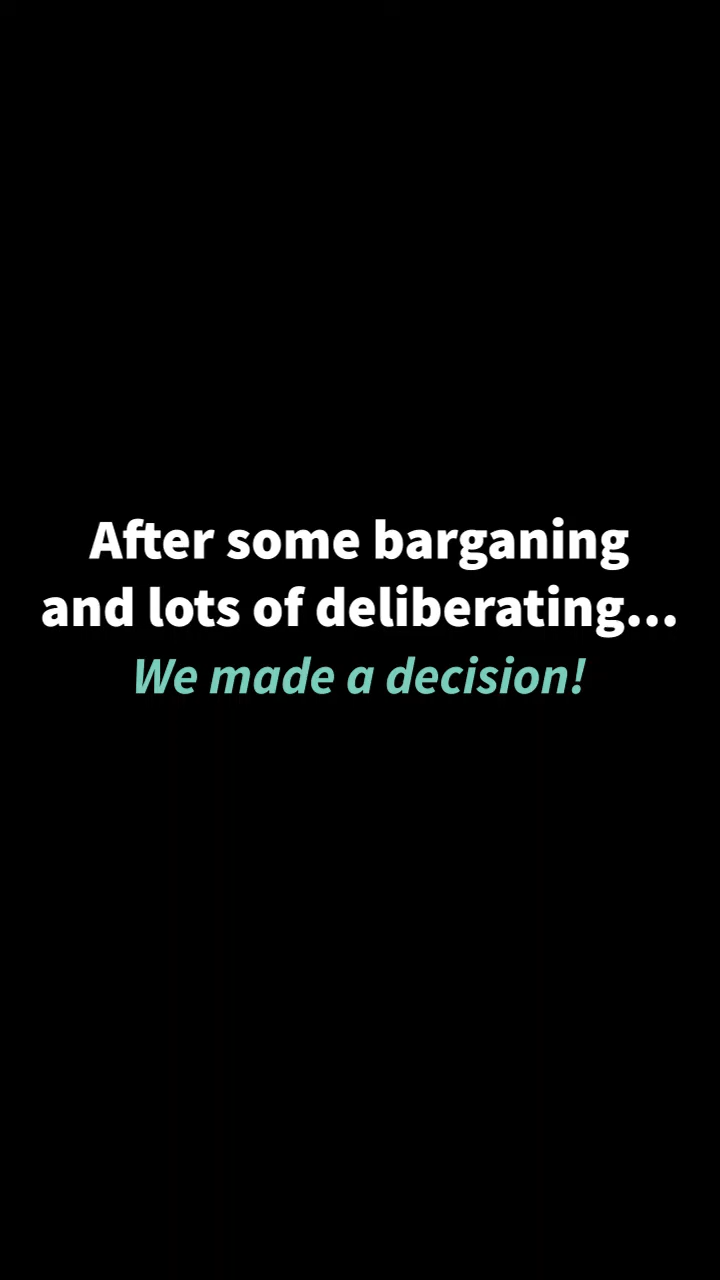 After some barganing
and lots of deliberating...
We made a decision!